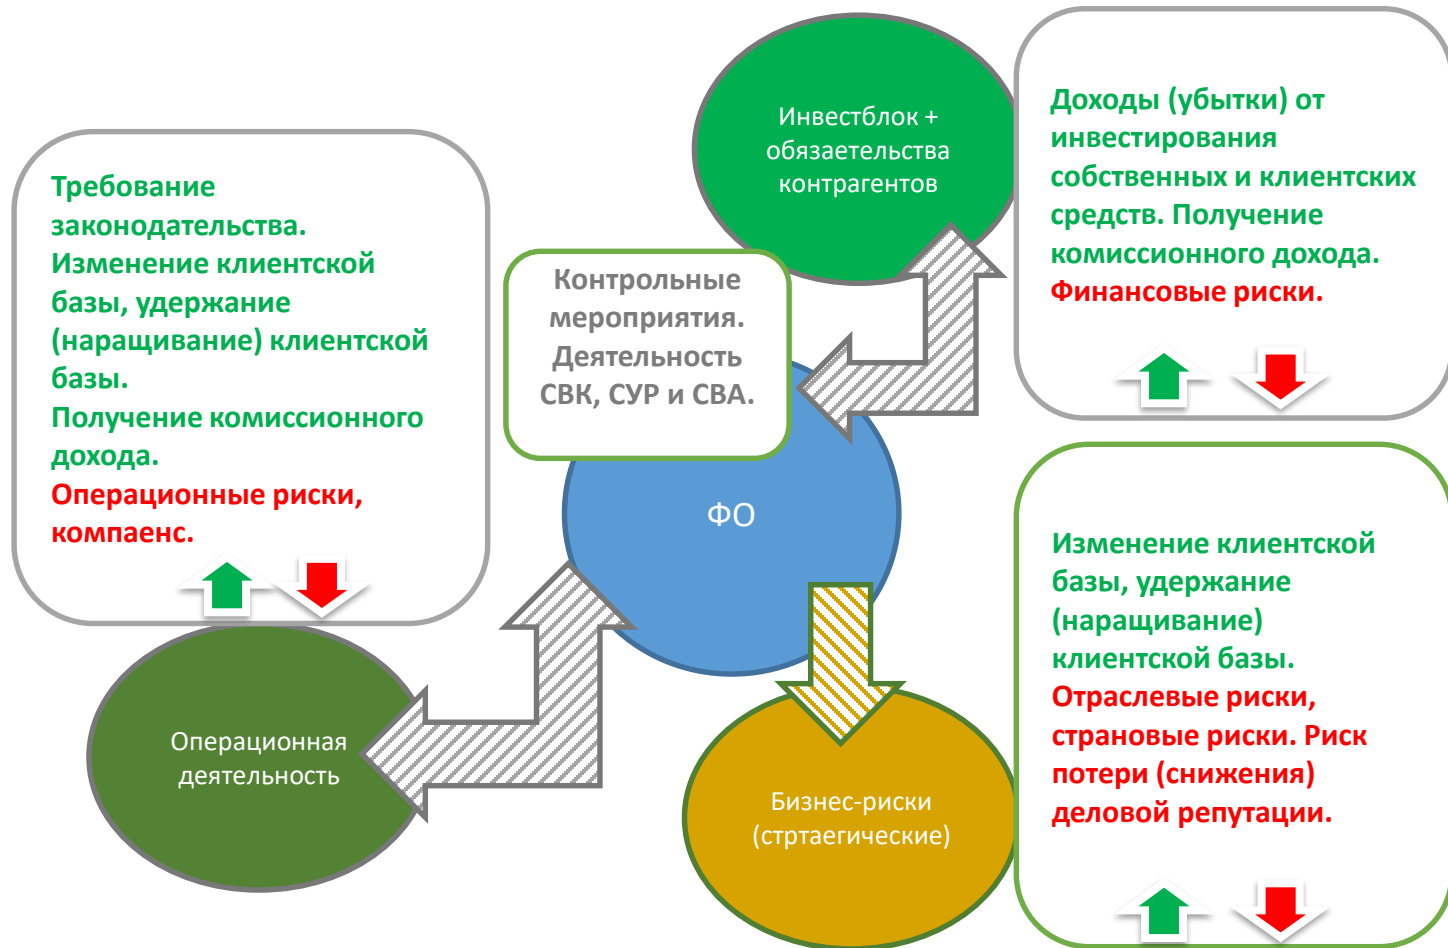 Инвестблок +
обязаетельства
контрагентов
Доходы (убытки) от
инвестирования
собственных и клиентских
средств. Получение
комиссионного дохода.
Финансовые риски.
Требование
законодательства.
Изменение клиентской
базы, удержание
(наращивание) клиентской
базы.
Получение комиссионного
дохода.
Операционные риски,
компаенс.
Контрольные
мероприятия.
Деятельность
СВК, СУР и СВА.
ФО
Изменение клиентской
базы, удержание
(наращивание)
клиентской базы.
Отраслевые риски,
страновые риски. Риск
потери (снижения)
деловой репутации.
Операционная
деятельность
Бизнес-риски
(стртаегические)